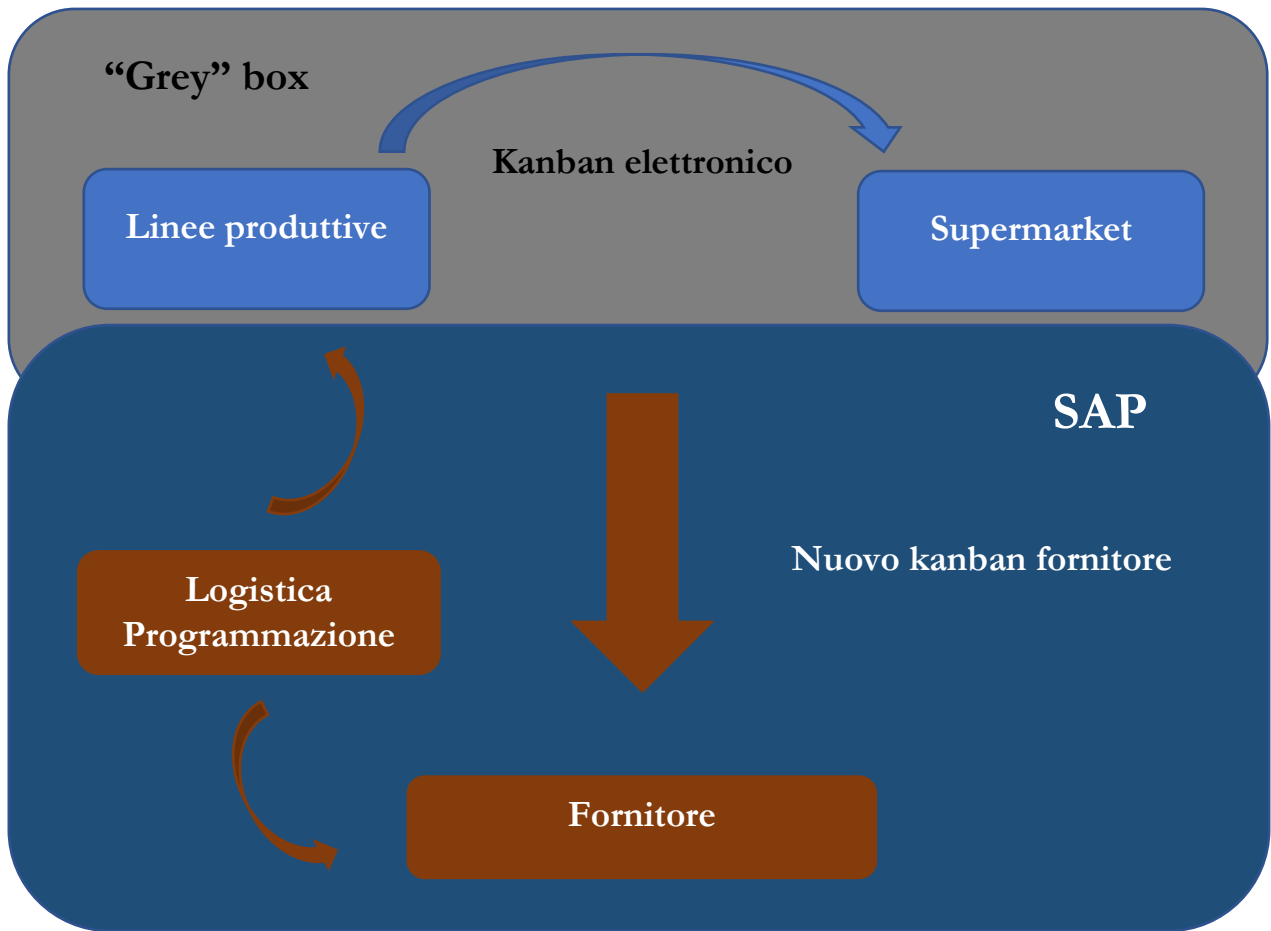 “Grey” box
Kanban elettronico
Linee produttive
Supermarket
SAP
Nuovo kanban fornitore
Logistica
Programmazione
Fornitore